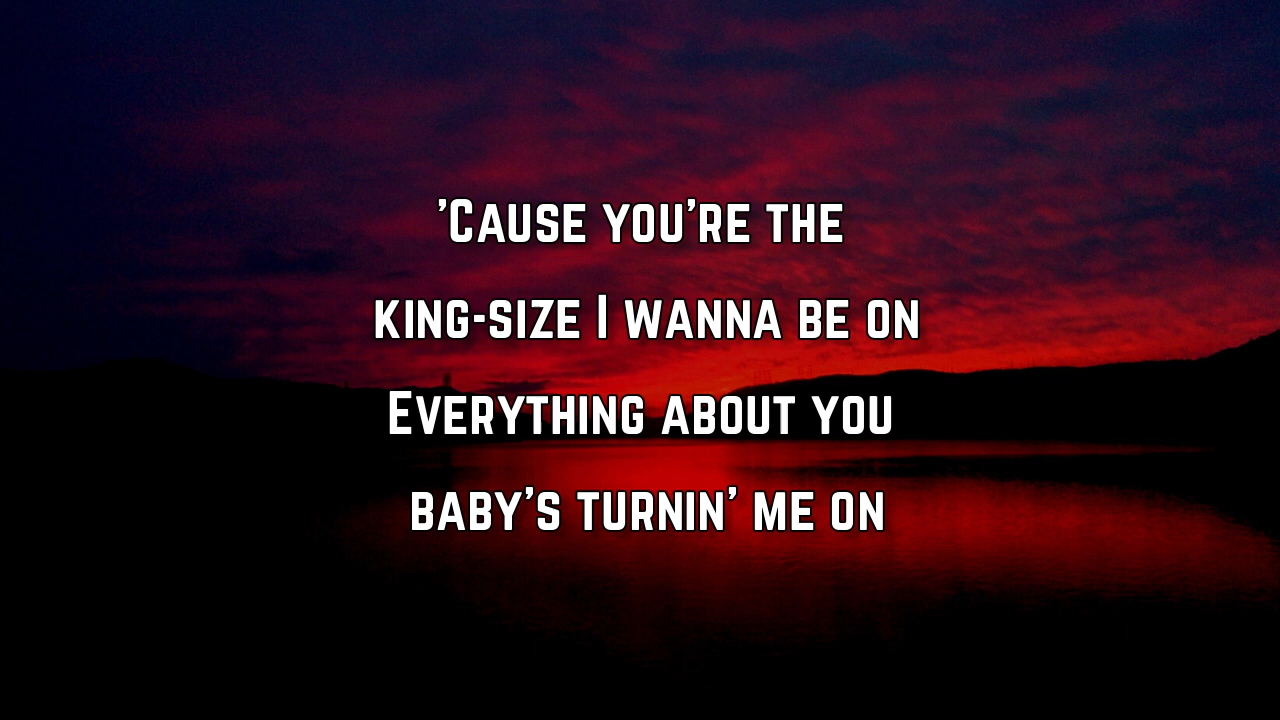 ’Cause you’re the
king-size I wanna be on
Everything about you
baby’s turnin’ me on